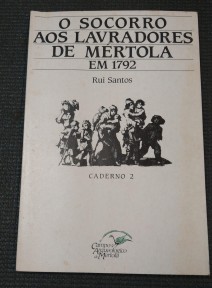 O SOCORRO
AOS LAVRADORES
DE MÉRTOLA
EM 1792
Rui Santos
CADERNO 2
Campo
Arqueológico
de Mértola